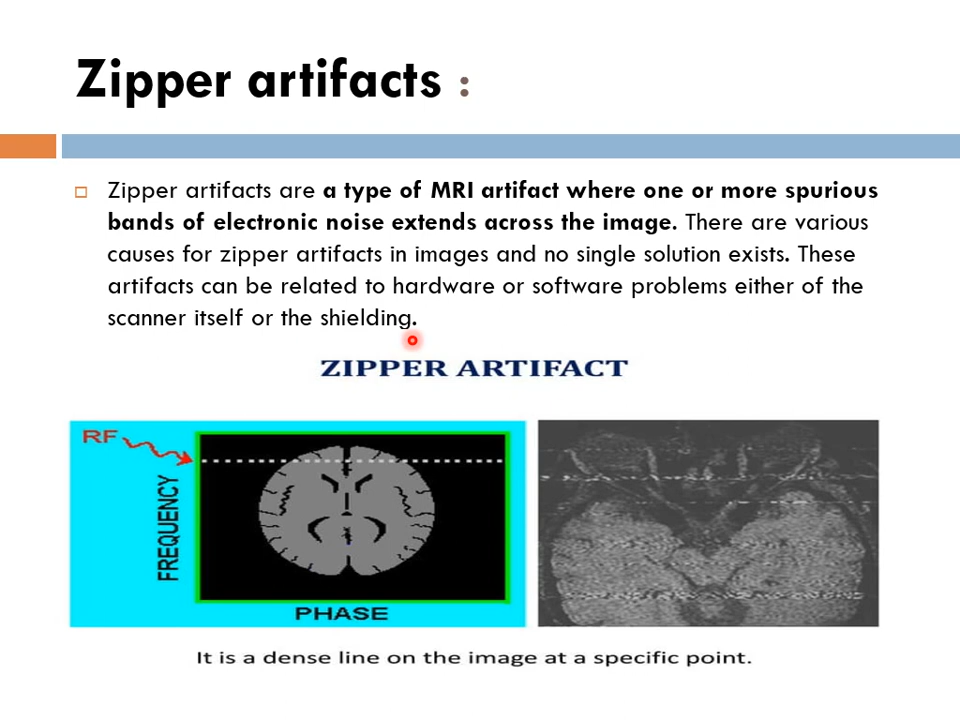 Zipper artifacts :
Zipper artifacts are a type of MRI artifact where one or more spurious
bands of electronic noise extends across the image. There are various
causes for zipper artifacts in images and no single solution exists. These
artifacts can be related to hardware or software problems either of the
scanner itself or the shielding.
ZIPPER ARTIFACT
RF
FREQUENCY
PHASE
It is a dense line on the image at a specific point.